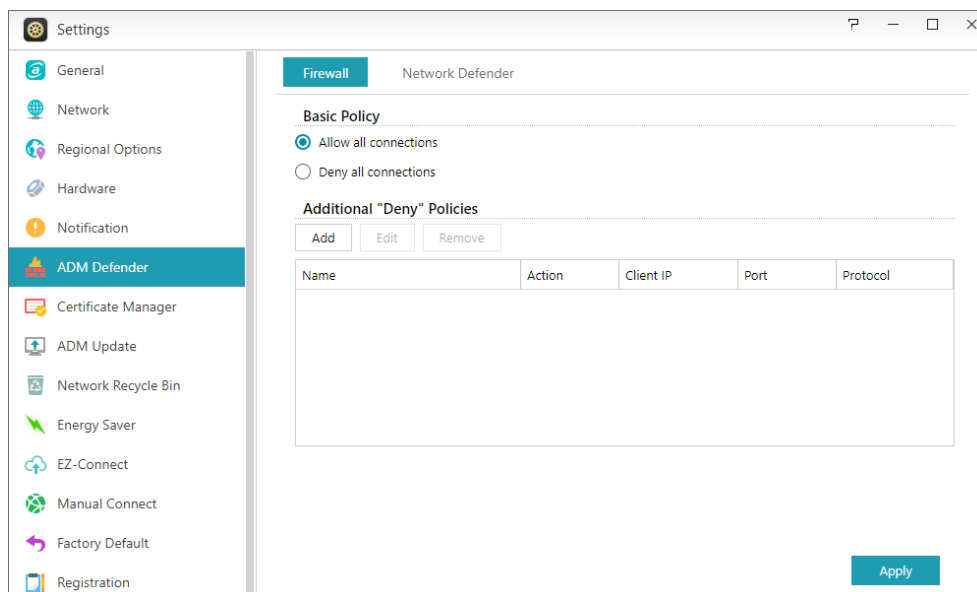 Settings
General
Network
Regional Options
Hardware
Notification
ADM Defender
Certificate Manager
ADM Update
Network Recycle Bin
Energy Saver
EZ-Connect
Manual Connect
Factory Default
Registration
Firewall Network Defender
Basic Policy
Allow all connections
Deny all connections
Additional "Deny" Policies
Add Edit Remove
Name Action Client IP Port Protocol
Apply